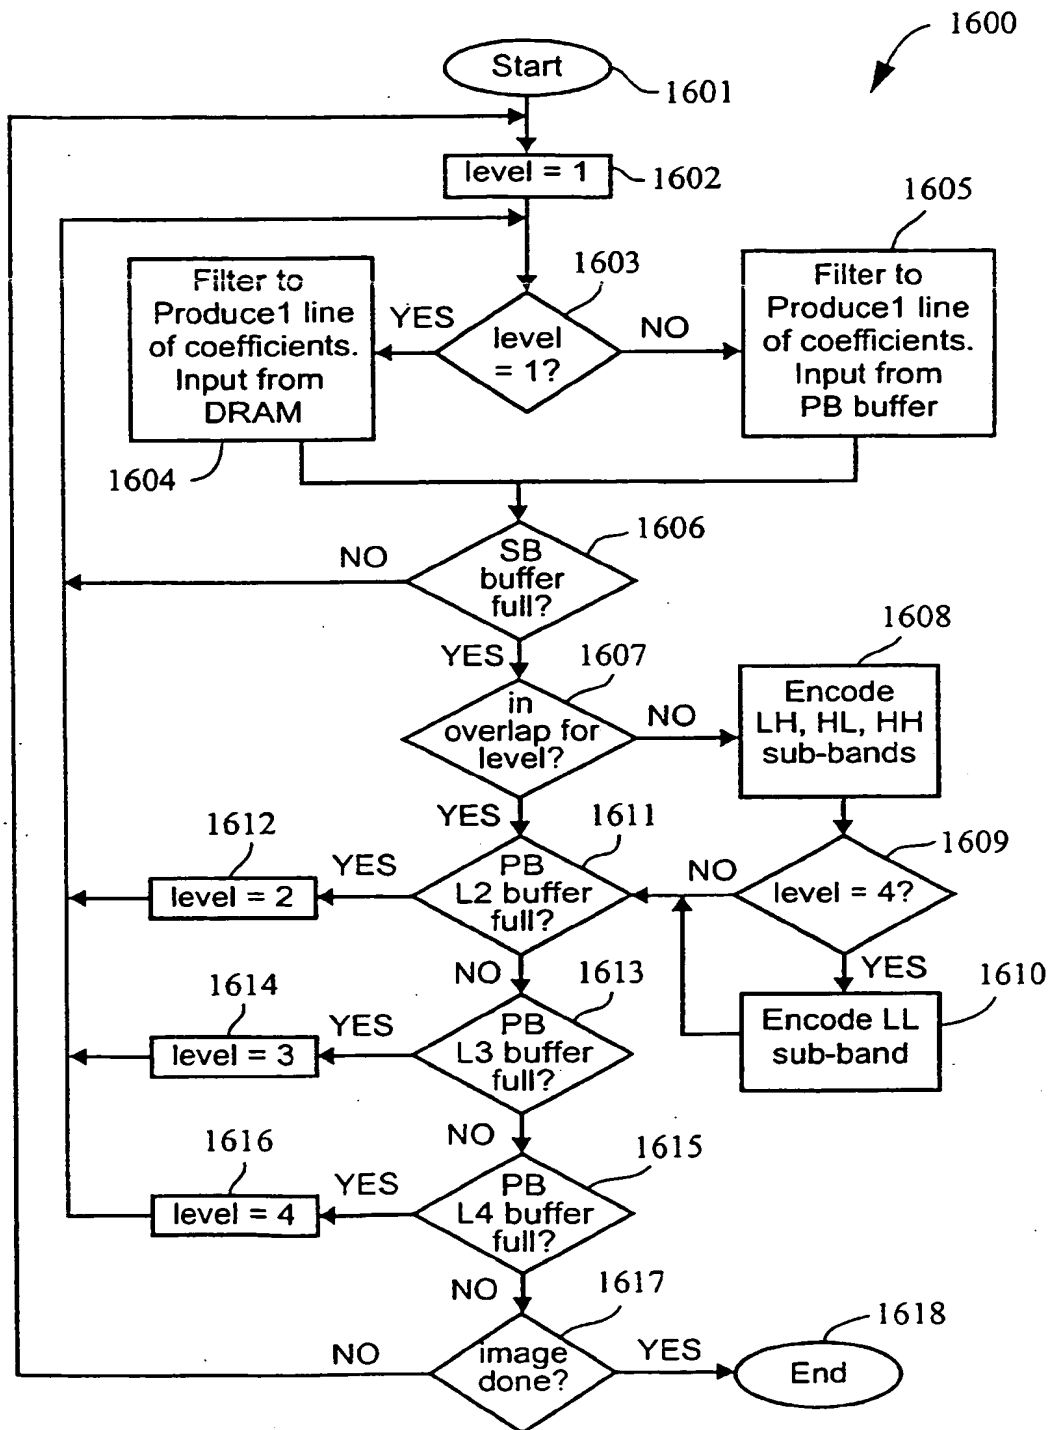 1600
Start
1601
level = 1
1602
1605
Filter to
Produce1 line
of coefficients.
Input from
DRAM
1604
YES
1603
level
= 1?
NO
Filter to
Produce1 line
of coefficients.
Input from
PB buffer
1606
NO
SB
buffer
full?
YES
1607
in
overlap for
level?
NO
1608
Encode
LH, HL, HH
sub-bands
YES
1609
level = 4?
NO
YES
1610
Encode LL
sub-band
1611
PB
L2 buffer
full?
YES
1612
level = 2
NO
1613
PB
L3 buffer
full?
YES
1614
level = 3
NO
1615
PB
L4 buffer
full?
YES
1616
level = 4
NO
1617
image
done?
NO
YES
1618
End